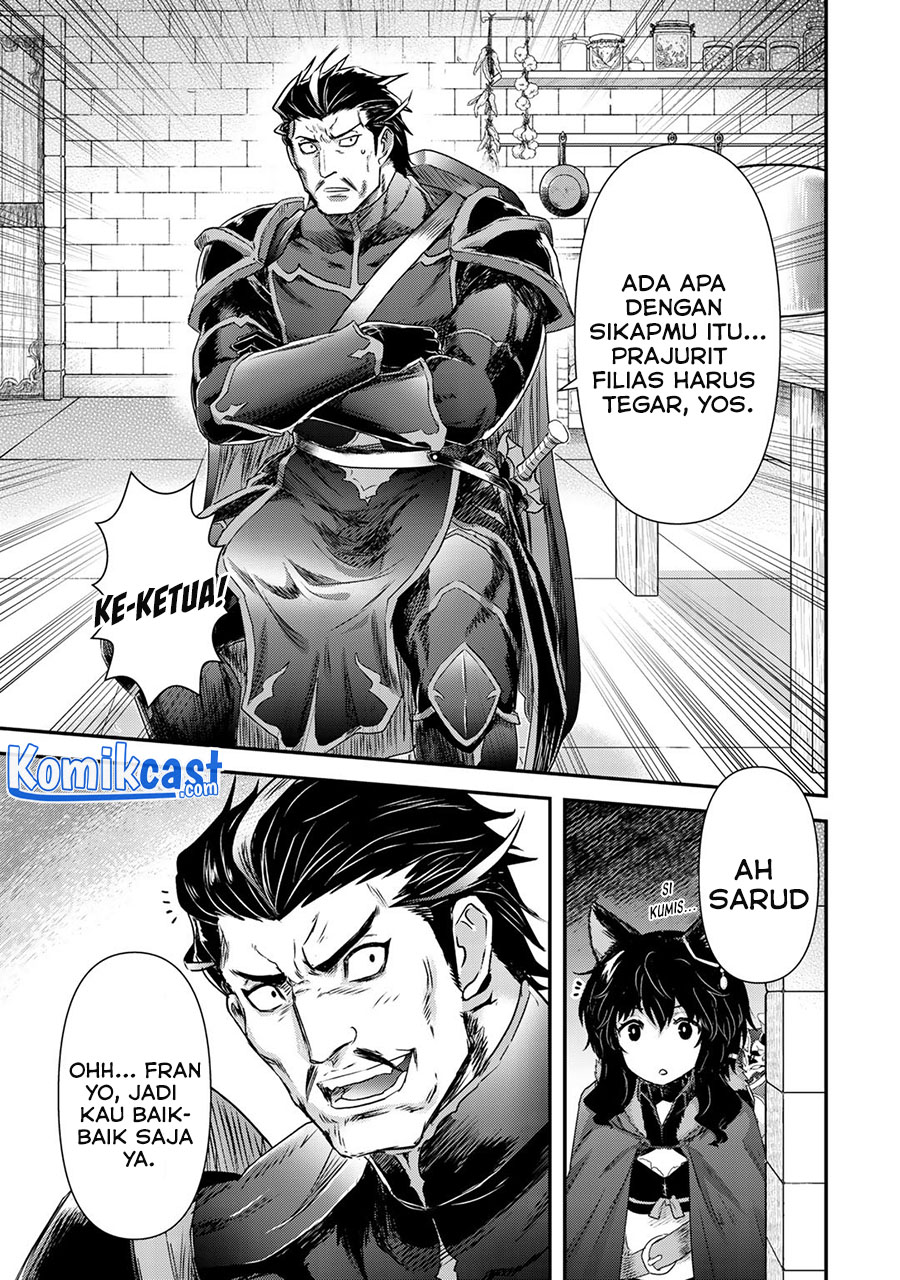 ADA APA
DENGAN
SIKAPMU ITU...
PRAJURIT
FILIAS HARUS
TEGAR, YOS.
KE-KETUA!
Komikcast
.com
AH
SARUD
SI
KUMIS...
OHH... FRAN
YO, JADI
KAU BAIK-
BAIK SAJA
YA.